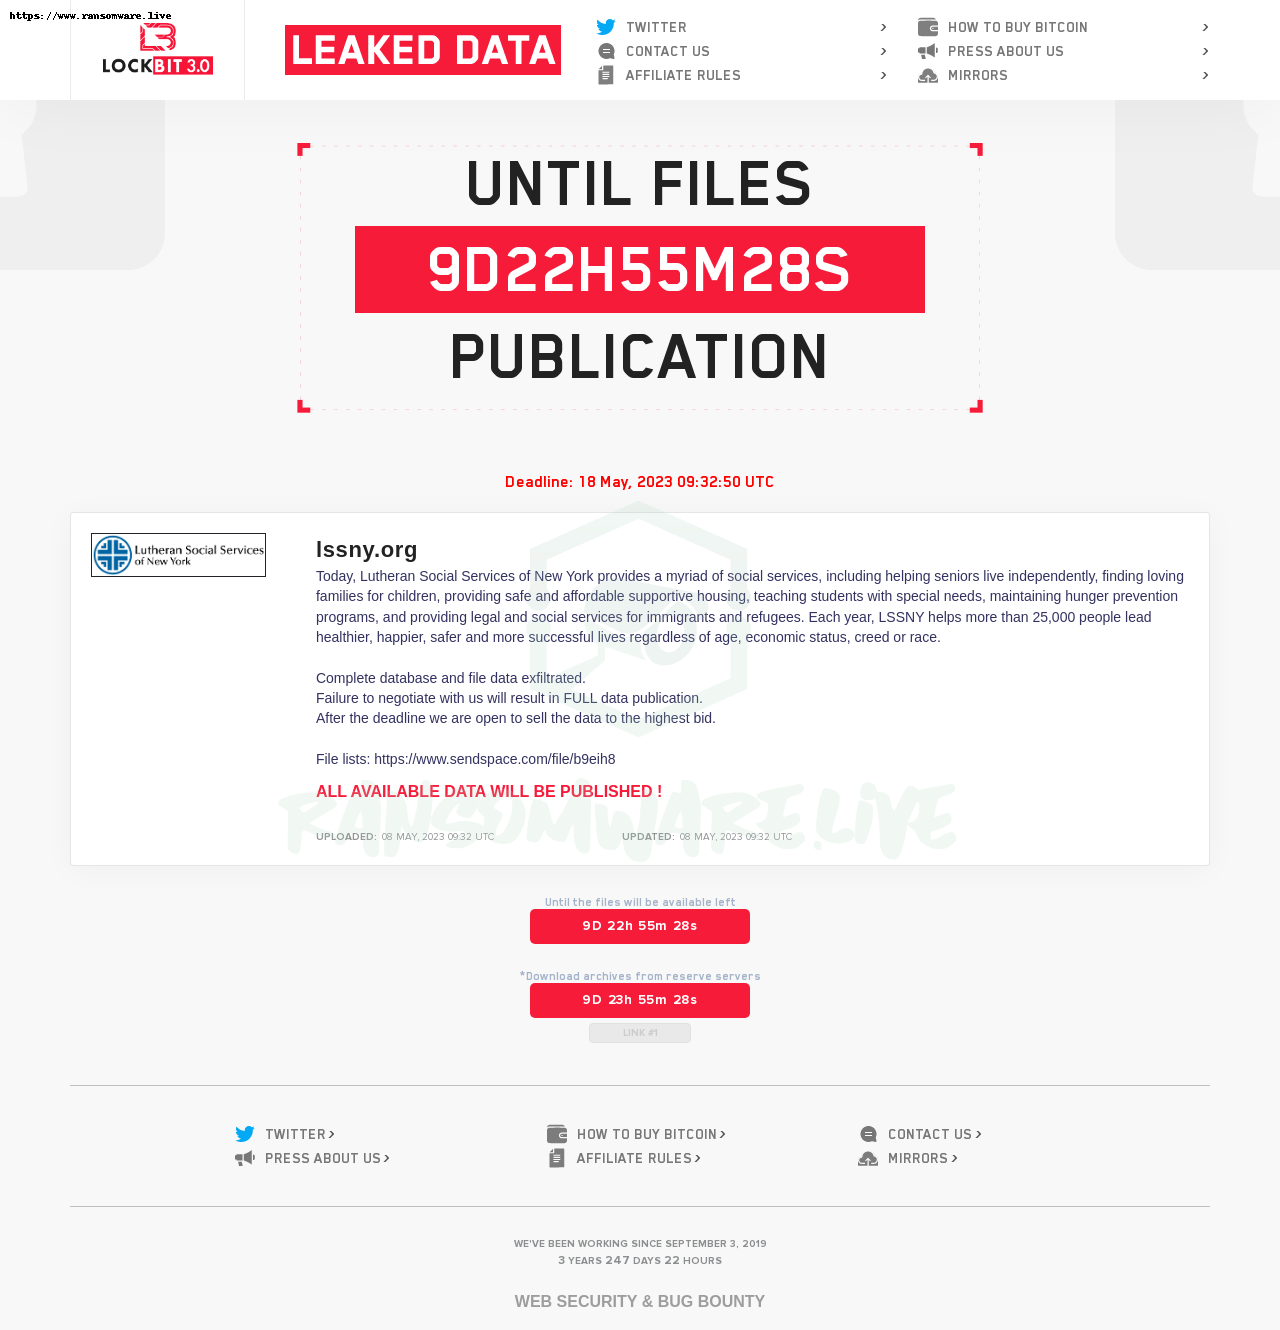 https://www.ransomware.live
LOCKBIT 3.0
LEAKED DATA
TWITTER >
CONTACT US >
AFFILIATE RULES >
HOW TO BUY BITCOIN >
PRESS ABOUT US >
MIRRORS >
UNTIL FILES
9D22H55M28S
PUBLICATION
Deadline: 18 May, 2023 09:32:50 UTC
Lutheran Social Services
of New York
lssny.org
Today, Lutheran Social Services of New York provides a myriad of social services, including helping seniors live independently, finding loving
families for children, providing safe and affordable supportive housing, teaching students with special needs, maintaining hunger prevention
programs, and providing legal and social services for immigrants and refugees. Each year, LSSNY helps more than 25,000 people lead
healthier, happier, safer and more successful lives regardless of age, economic status, creed or race.
Complete database and file data exfiltrated.
Failure to negotiate with us will result in FULL data publication.
After the deadline we are open to sell the data to the highest bid.
File lists: https://www.sendspace.com/file/b9eih8
ALL AVAILABLE DATA WILL BE PUBLISHED !
RANSOMWARE.LIVE
UPLOADED: 08 MAY, 2023 09:32 UTC
UPDATED: 08 MAY, 2023 09:32 UTC
Until the files will be available left
9D 22h 55m 28s
*Download archives from reserve servers
9D 23h 55m 28s
LINK #1
TWITTER >
PRESS ABOUT US >
HOW TO BUY BITCOIN >
AFFILIATE RULES >
CONTACT US >
MIRRORS >
WE'VE BEEN WORKING SINCE SEPTEMBER 3, 2019
3 YEARS 247 DAYS 22 HOURS
WEB SECURITY & BUG BOUNTY